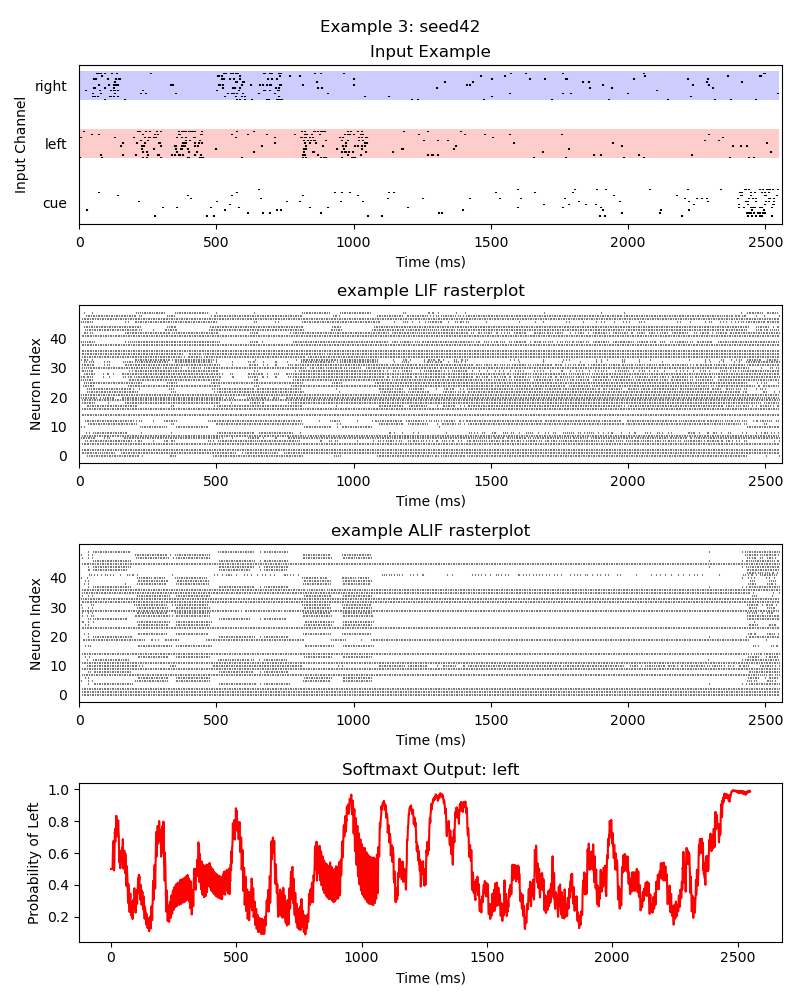 Example 3: seed42
Input Example
Input Channel
right
left
cue
0 500 1000 1500 2000 2500
Time (ms)
example LIF rasterplot
Neuron Index
40
30
20
10
0
0 500 1000 1500 2000 2500
Time (ms)
example ALIF rasterplot
Neuron Index
40
30
20
10
0
0 500 1000 1500 2000 2500
Time (ms)
Softmaxt Output: left
Probability of Left
1.0
0.8
0.6
0.4
0.2
0 500 1000 1500 2000 2500
Time (ms)